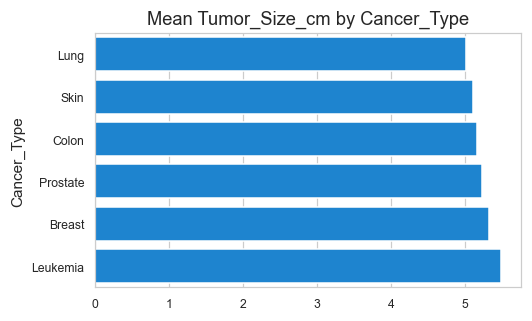 Mean Tumor_Size_cm by Cancer_Type
Cancer_Type
Lung
Skin
Colon
Prostate
Breast
Leukemia
0 1 2 3 4 5